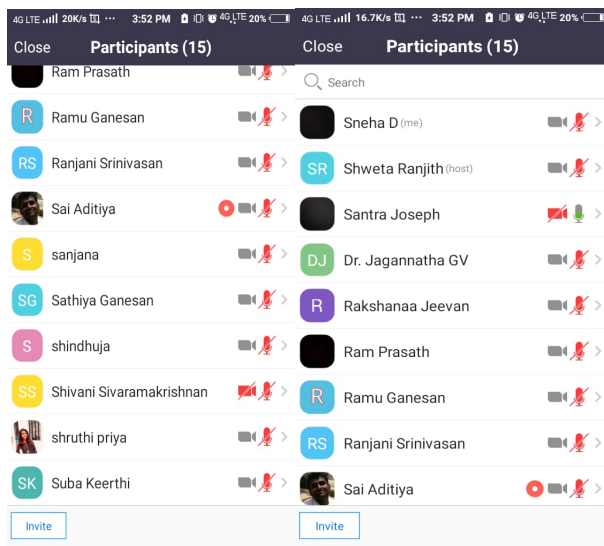 4G LTE 20K/s ... 3:52 PM 4G LTE 20%
Close Participants (15)
Ram Prasath
R Ramu Ganesan
RS Ranjani Srinivasan
Sai Aditiya
S sanjana
SG Sathiya Ganesan
S shindhuja
SS Shivani Sivaramakrishnan
shruthi priya
SK Suba Keerthi
Invite
4G LTE 16.7K/s ... 3:52 PM 4G LTE 20%
Close Participants (15)
Search
Sneha D (me)
SR Shweta Ranjith (host)
Santra Joseph
DJ Dr. Jagannatha GV
R Rakshanaa Jeevan
Ram Prasath
R Ramu Ganesan
RS Ranjani Srinivasan
Sai Aditiya
Invite